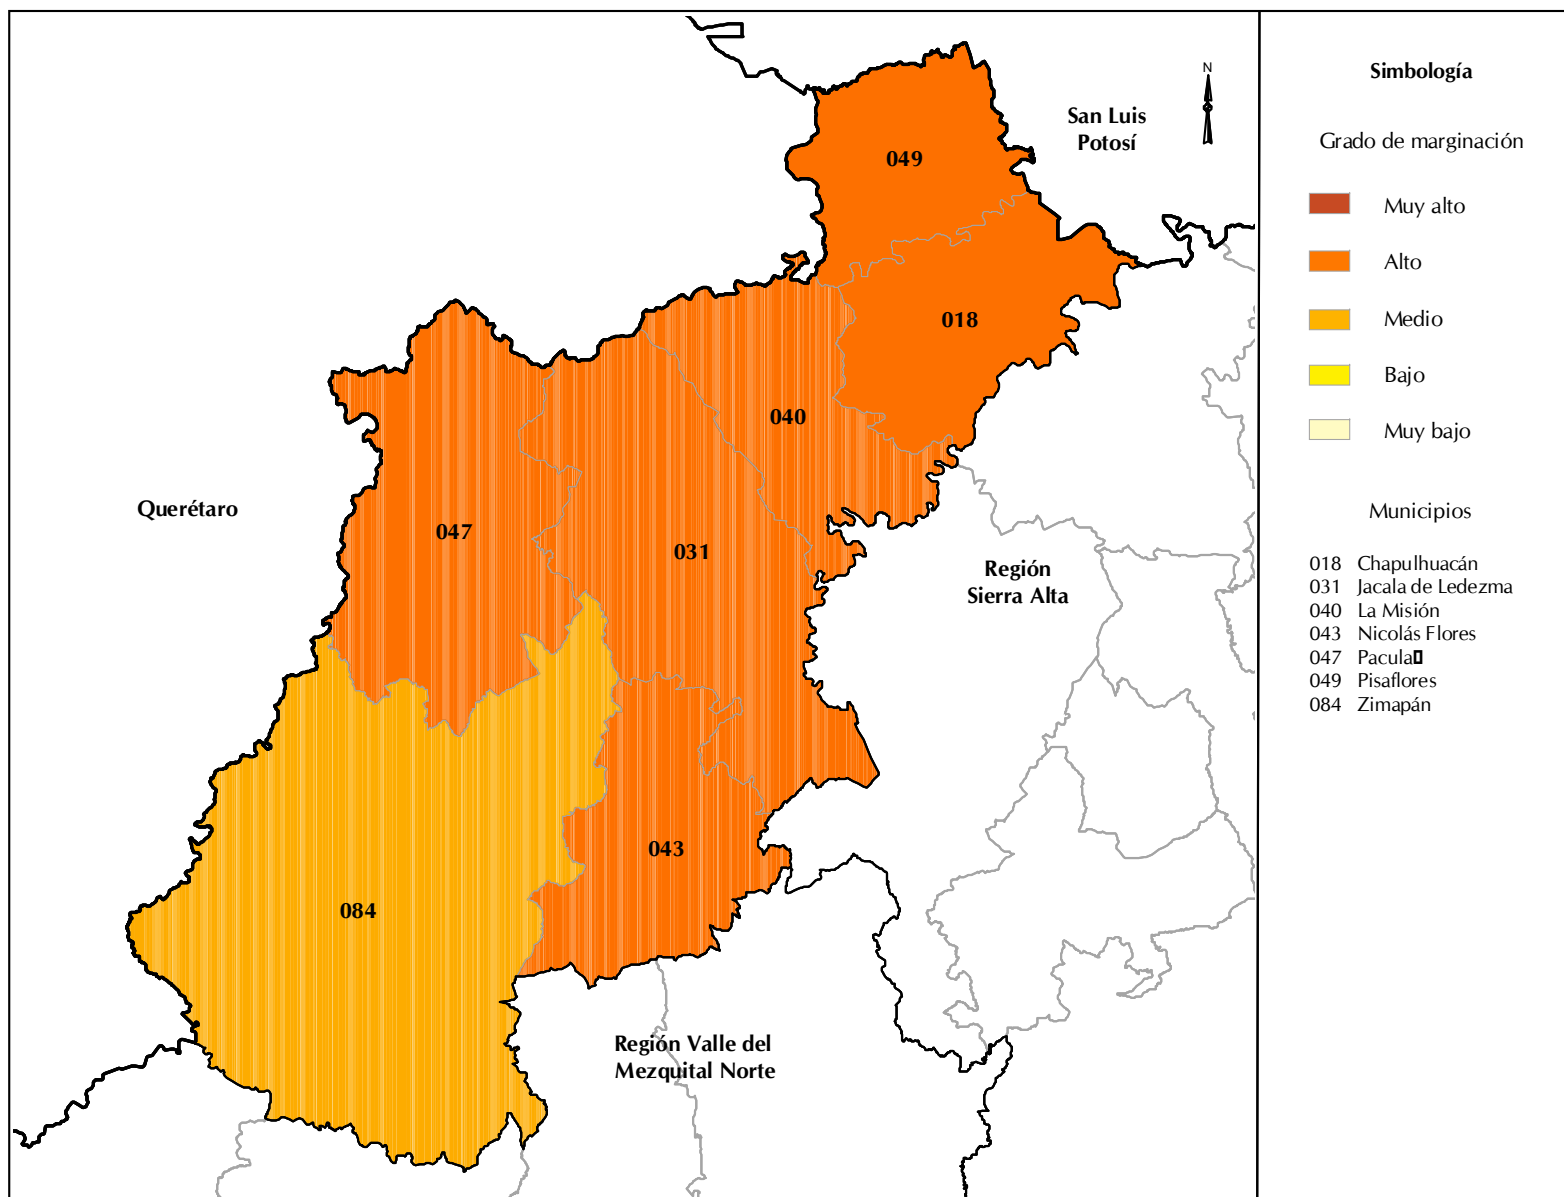 N
San Luis
Potosí
049
018
040
Querétaro
047
031
Región
Sierra Alta
043
084
Región Valle del
Mezquital Norte
Simbología
Grado de marginación
Muy alto
Alto
Medio
Bajo
Muy bajo
Municipios
018 Chapulhuacán
031 Jacala de Ledezma
040 La Misión
043 Nicolás Flores
047 Pacula
049 Pisaflores
084 Zimapán